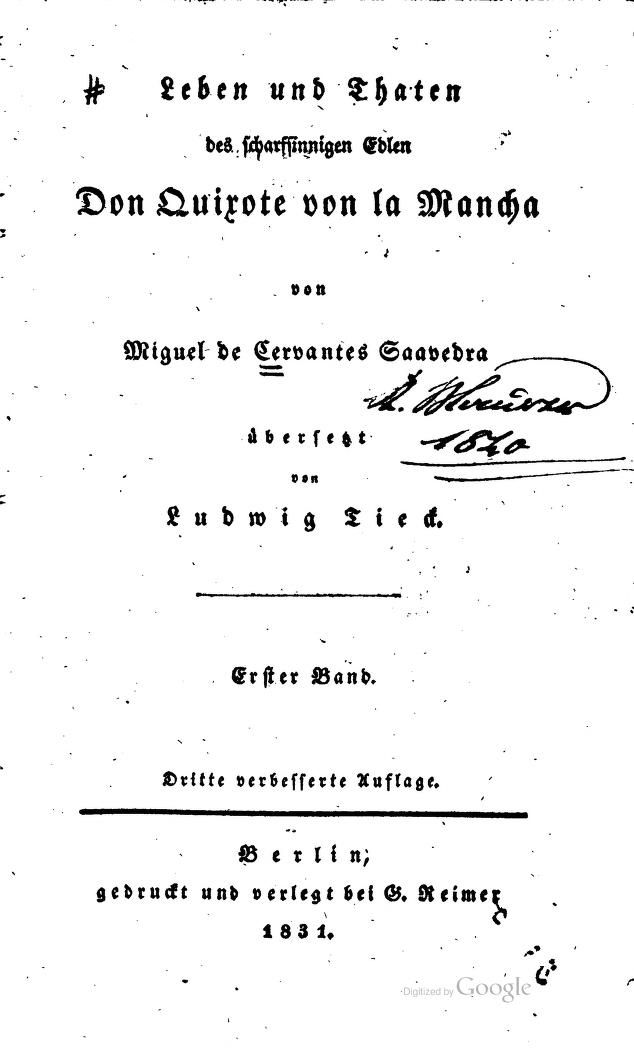 Leben und Thaten
des scharfsinnigen Edlen
Don Quixote von la Mancha
von
Miguel de Cervantes Saavedra
1840
übersetzt
von
Ludwig Tieck.
Erster Band.
Dritte verbesserte Auflage.
Berlin,
gedruckt und verlegt bei G. Reimer
1831.
Digitized by Google